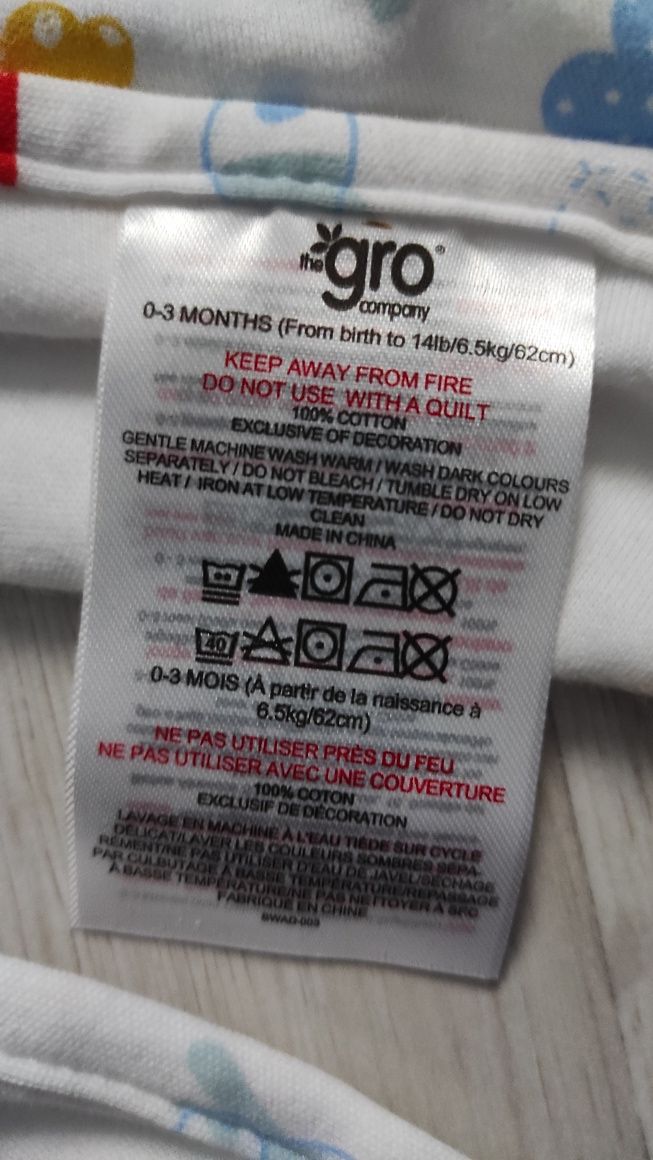 the gro®
company
0-3 MONTHS (From birth to 14lb/6.5kg/62cm)
KEEP AWAY FROM FIRE
DO NOT USE WITH A QUILT
100% COTTON
EXCLUSIVE OF DECORATION
GENTLE MACHINE WASH WARM / WASH DARK COLOURS
SEPARATELY / DO NOT BLEACH / TUMBLE DRY ON LOW
HEAT / IRON AT LOW TEMPERATURE / DO NOT DRY
CLEAN
MADE IN CHINA
40
0-3 MOIS (À partir de la naissance à
6.5kg/62cm)
NE PAS UTILISER PRÈS DU FEU
NE PAS UTILISER AVEC UNE COUVERTURE
100% COTON
EXCLUSIF DE DÉCORATION
LAVAGE EN MACHINE À L'EAU TIÈDE SUR CYCLE
DÉLICAT/LAVER LES COULEURS SOMBRES SÉPA-
RÉMENT/NE PAS UTILISER D'EAU DE JAVEL/SÉCHAGE
PAR CULBUTAGE À BASSE TEMPÉRATURE/REPASSAGE
À BASSE TEMPÉRATURE/NE PAS NETTOYER À SEC
FABRIQUÉ EN CHINE